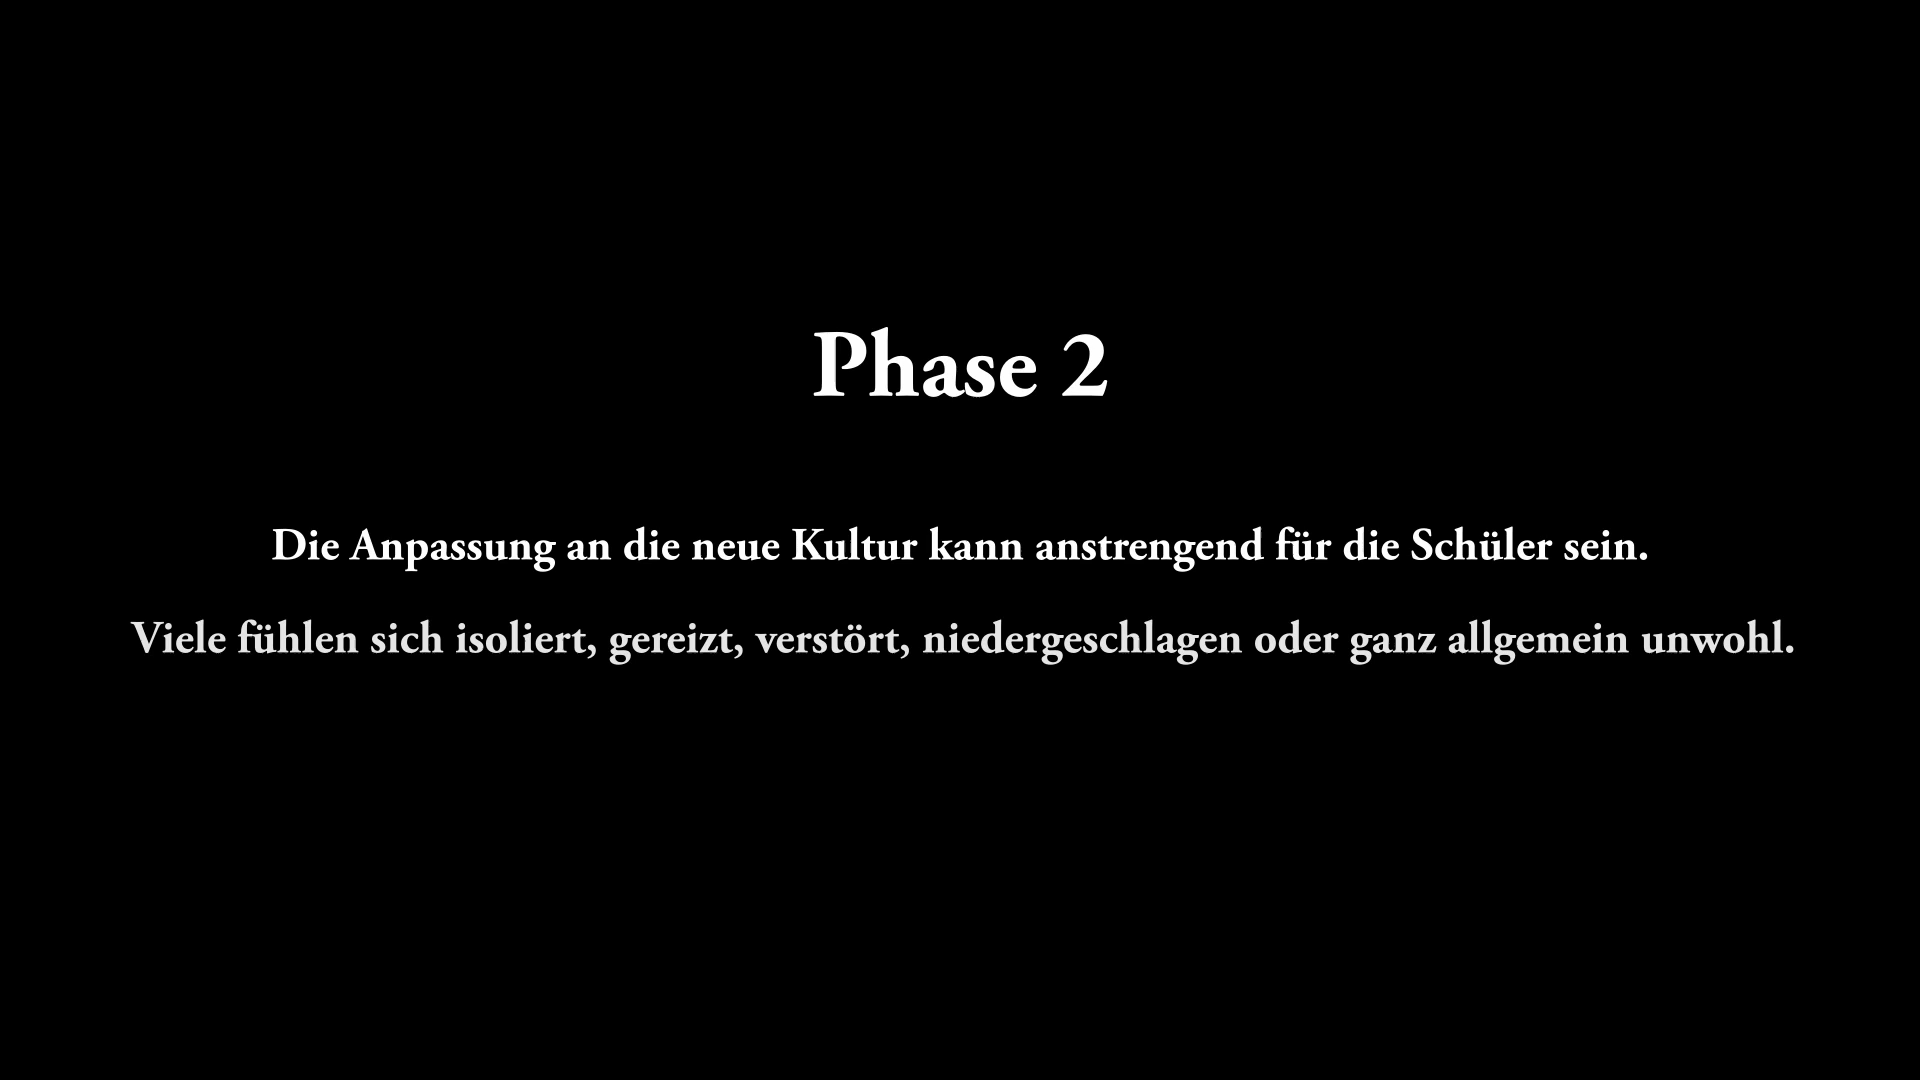 Phase 2
Die Anpassung an die neue Kultur kann anstrengend für die Schüler sein.
Viele fühlen sich isoliert, gereizt, verstört, niedergeschlagen oder ganz allgemein unwohl.